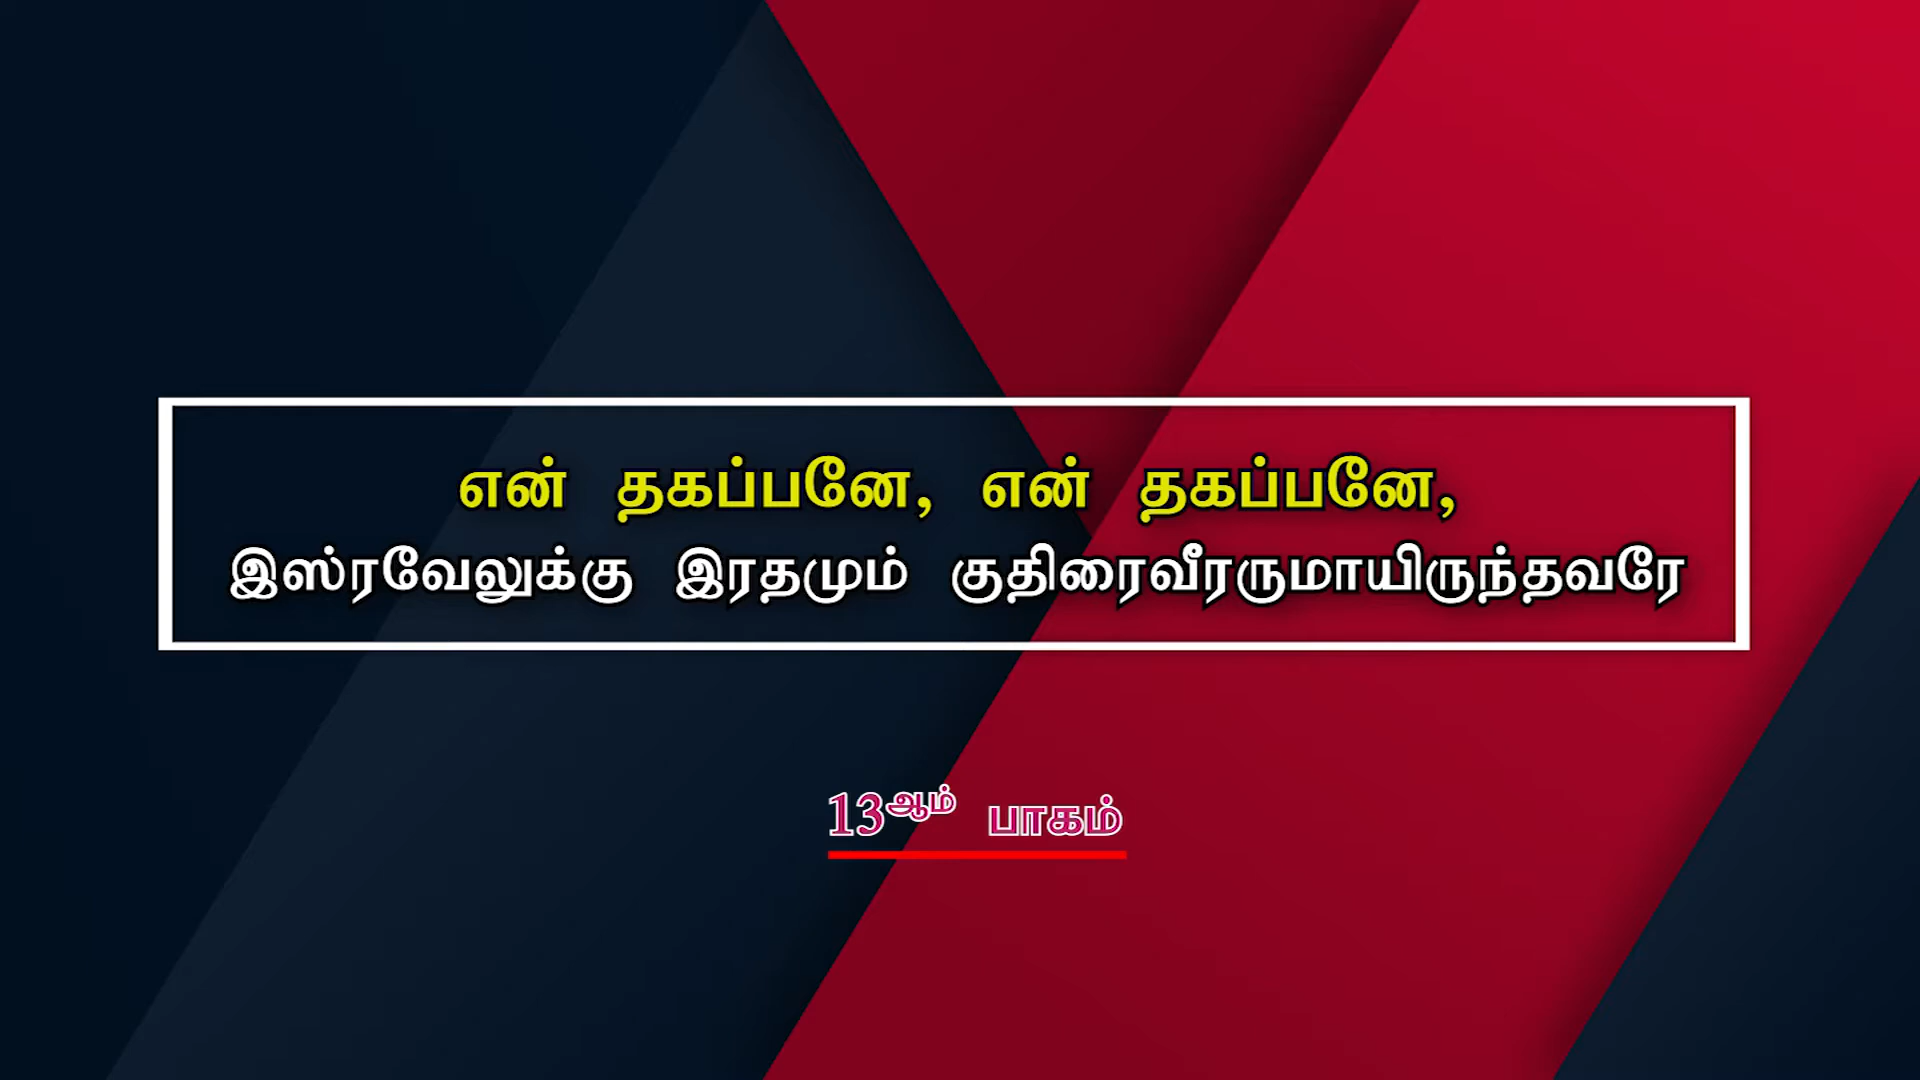 என் தகப்பனே, என் தகப்பனே,
இஸ்ரவேலுக்கு இரதமும் குதிரைவீரருமாயிருந்தவரே
13ஆம் பாகம்